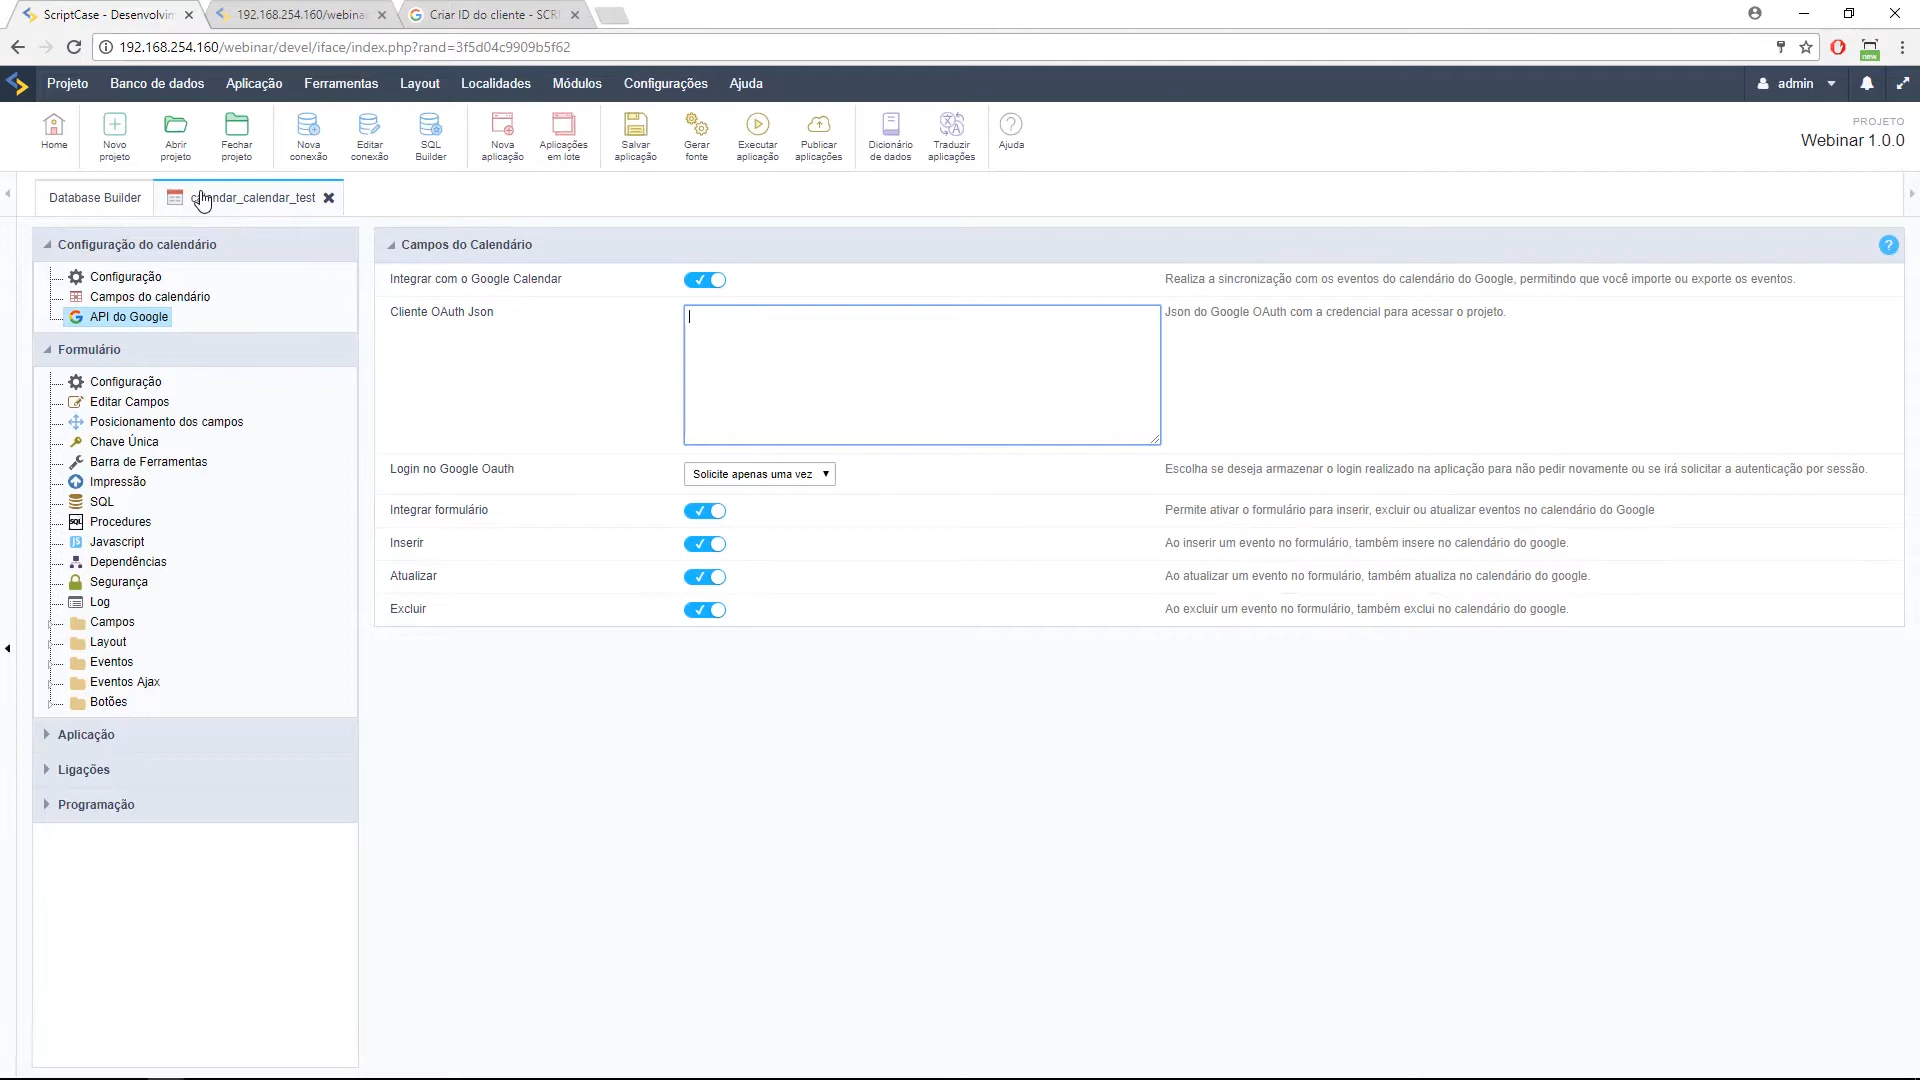 ScriptCase - Desenvolvim
192.168.254.160/webinar
Criar ID do cliente - SCRI
192.168.254.160/webinar/devel/iface/index.php?rand=3f5d04c9909b5f62
new
Projeto
Banco de dados
Aplicação
Ferramentas
Layout
Localidades
Módulos
Configurações
Ajuda
admin
Home
Novo projeto
Abrir projeto
Fechar projeto
Nova conexão
Editar conexão
SQL Builder
Nova aplicação
Aplicações em lote
Salvar aplicação
Gerar fonte
Executar aplicação
Publicar aplicações
Dicionário de dados
Traduzir aplicações
Ajuda
PROJETO
Webinar 1.0.0
Database Builder
calendar_calendar_test
Configuração do calendário
Configuração
Campos do calendário
API do Google
Formulário
Configuração
Editar Campos
Posicionamento dos campos
Chave Única
Barra de Ferramentas
Impressão
SQL
Procedures
Javascript
Dependências
Segurança
Log
Campos
Layout
Eventos
Eventos Ajax
Botões
Aplicação
Ligações
Programação
Campos do Calendário
?
Integrar com o Google Calendar
Realiza a sincronização com os eventos do calendário do Google, permitindo que você importe ou exporte os eventos.
Cliente OAuth Json
Json do Google OAuth com a credencial para acessar o projeto.
Login no Google Oauth
Solicite apenas uma vez
Escolha se deseja armazenar o login realizado na aplicação para não pedir novamente ou se irá solicitar a autenticação por sessão.
Integrar formulário
Permite ativar o formulário para inserir, excluir ou atualizar eventos no calendário do Google
Inserir
Ao inserir um evento no formulário, também insere no calendário do google.
Atualizar
Ao atualizar um evento no formulário, também atualiza no calendário do google.
Excluir
Ao excluir um evento no formulário, também exclui no calendário do google.